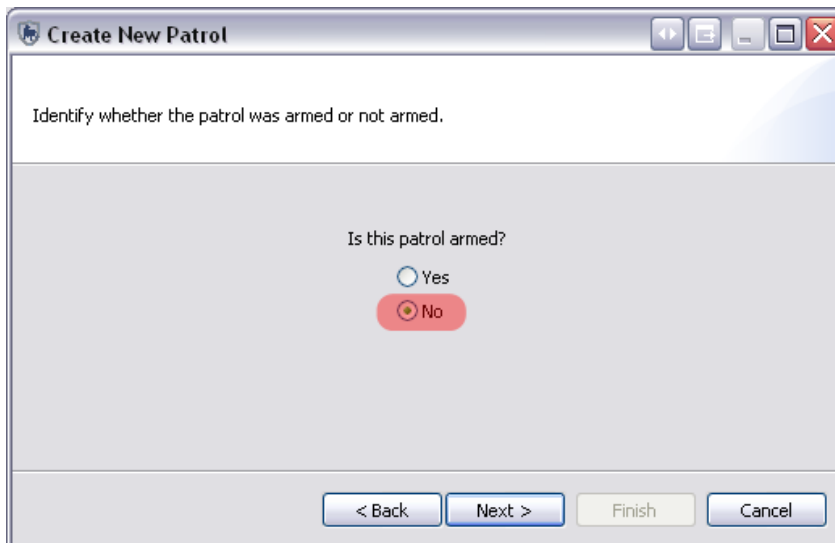 Create New Patrol
Identify whether the patrol was armed or not armed.
Is this patrol armed?
Yes
No
< Back Next > Finish Cancel